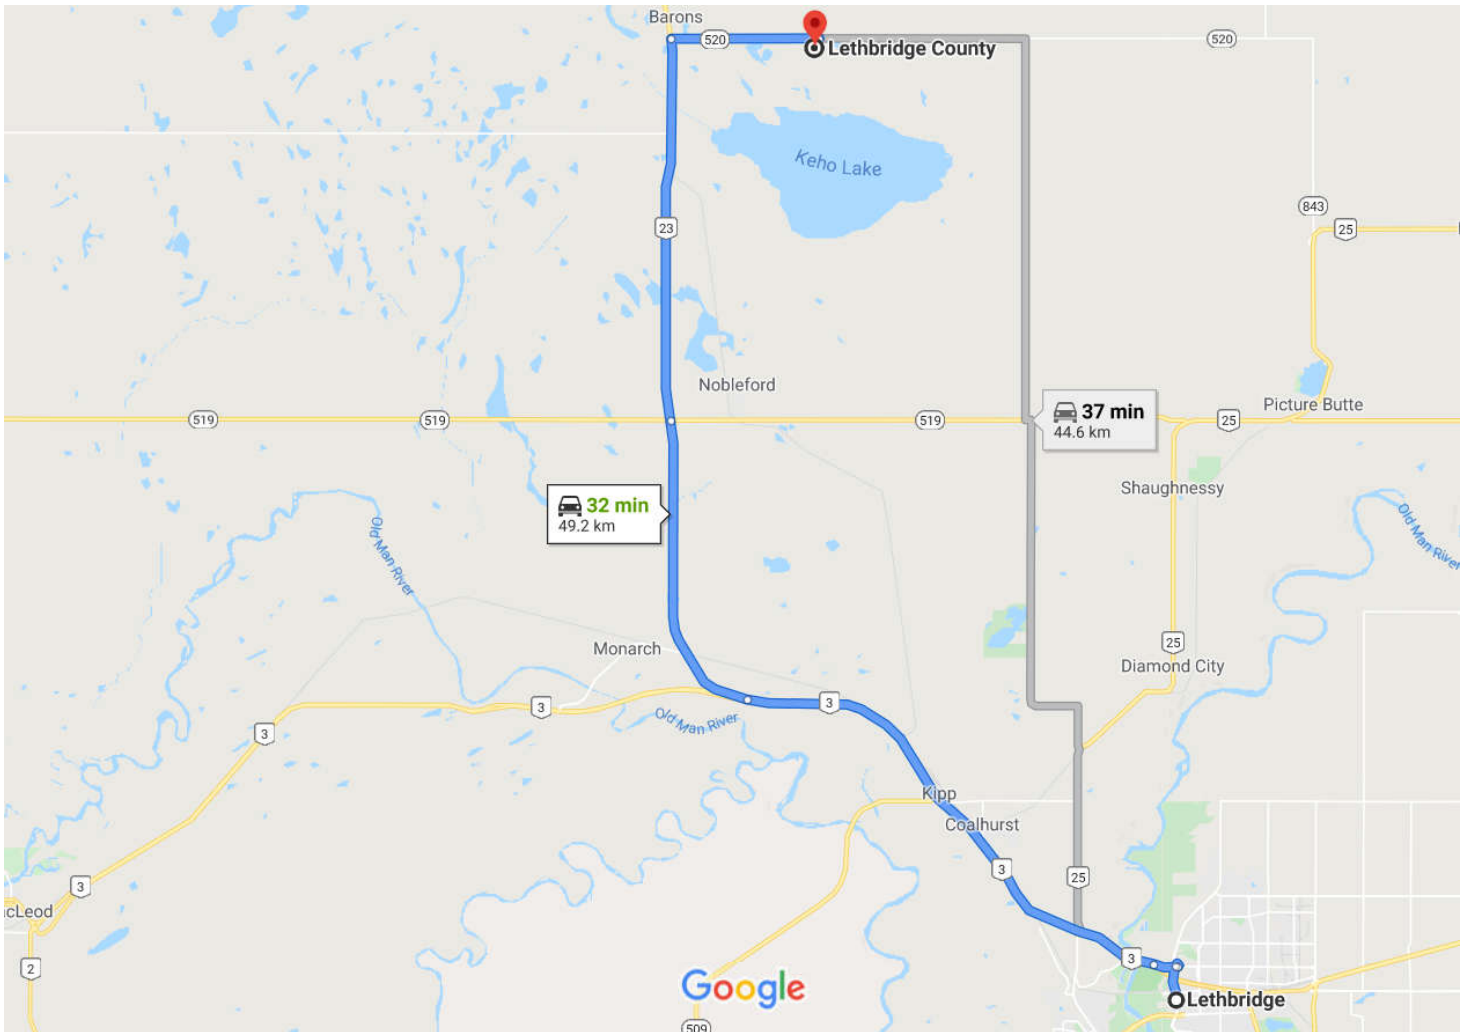 Barons
520
Lethbridge County
520
Keho Lake
843
23
25
Nobleford
Picture Butte
519
519
519
25
37 min
44.6 km
Shaughnessy
32 min
49.2 km
Old Man River
Old Man River
25
Monarch
Diamond City
3
3
3
Old Man River
Kipp
Coalhurst
3
25
3
cLeod
3
2
Google
Lethbridge
509